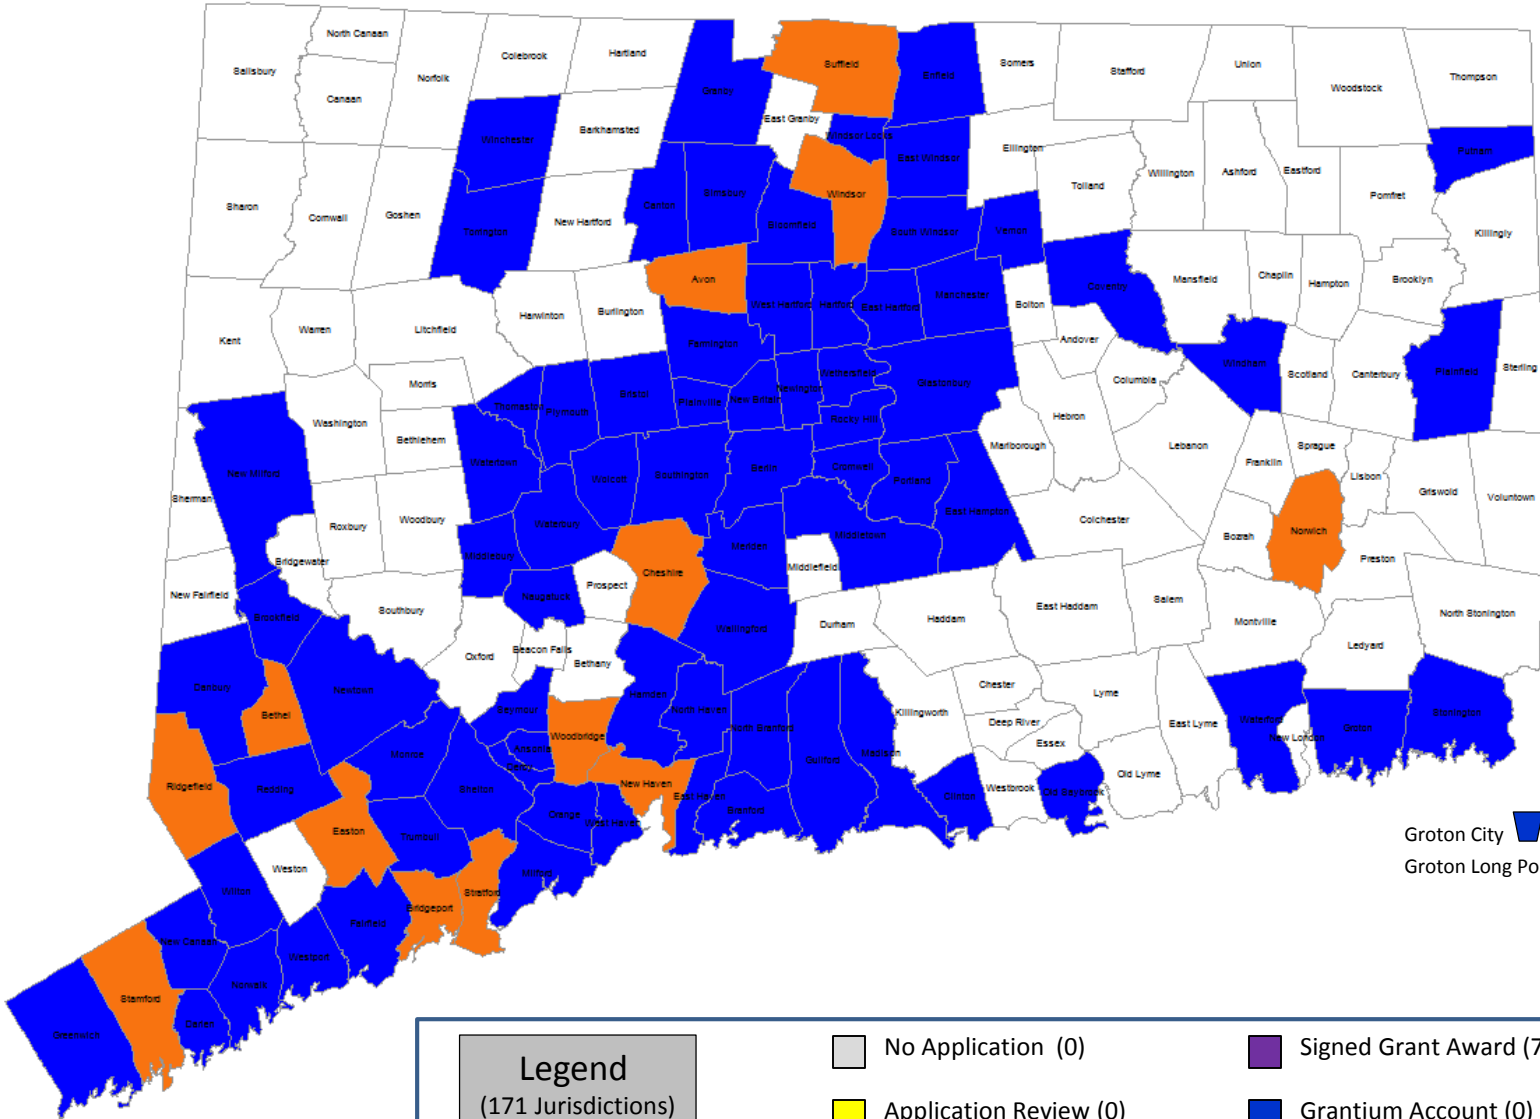 North Canaan
Salisbury
Canaan
Norfolk
Colebrook
Hartland
Granby
Suffield
Enfield
Somers
Stafford
Union
Woodstock
Thompson
Winchester
Barkhamsted
East Granby
Windsor Locks
East Windsor
Ellington
Tolland
Willington
Ashford
Eastford
Pomfret
Putnam
Killingly
Sharon
Cornwall
Goshen
Torrington
New Hartford
Canton
Simsbury
Bloomfield
Windsor
South Windsor
Vernon
Coventry
Mansfield
Chaplin
Hampton
Brooklyn
Kent
Warren
Litchfield
Harwinton
Burlington
Avon
West Hartford
Hartford
East Hartford
Manchester
Bolton
Andover
Columbia
Windham
Scotland
Canterbury
Plainfield
Sterling
Morris
Washington
Bethlehem
Thomaston
Plymouth
Bristol
Farmington
Plainville
New Britain
Newington
Wethersfield
Rocky Hill
Glastonbury
Hebron
Marlborough
Lebanon
Franklin
Sprague
Lisbon
Griswold
Voluntown
New Milford
Sherman
Roxbury
Woodbury
Watertown
Wolcott
Southington
Berlin
Cromwell
Portland
East Hampton
Colchester
Bozrah
Norwich
Preston
Bridgewater
Middlebury
Waterbury
Cheshire
Meriden
Middletown
Middlefield
New Fairfield
Brookfield
Southbury
Naugatuck
Prospect
Wallingford
Durham
Haddam
East Haddam
Salem
Montville
Ledyard
North Stonington
Oxford
Beacon Falls
Bethany
Danbury
Bethel
Newtown
Seymour
Woodbridge
Hamden
North Haven
North Branford
Guilford
Madison
Killingworth
Chester
Deep River
Essex
Lyme
East Lyme
Waterford
New London
Groton
Stonington
Ridgefield
Redding
Monroe
Ansonia
Derby
Shelton
New Haven
East Haven
Branford
Clinton
Westbrook
Old Saybrook
Old Lyme
Easton
Trumbull
Orange
West Haven
Weston
Stratford
Milford
Wilton
Bridgeport
Fairfield
New Canaan
Westport
Norwalk
Stamford
Darien
Greenwich
Groton City
Groton Long Po
Legend
(171 Jurisdictions)
No Application (0)
Signed Grant Award (7
Application Review (0)
Grantium Account (0)